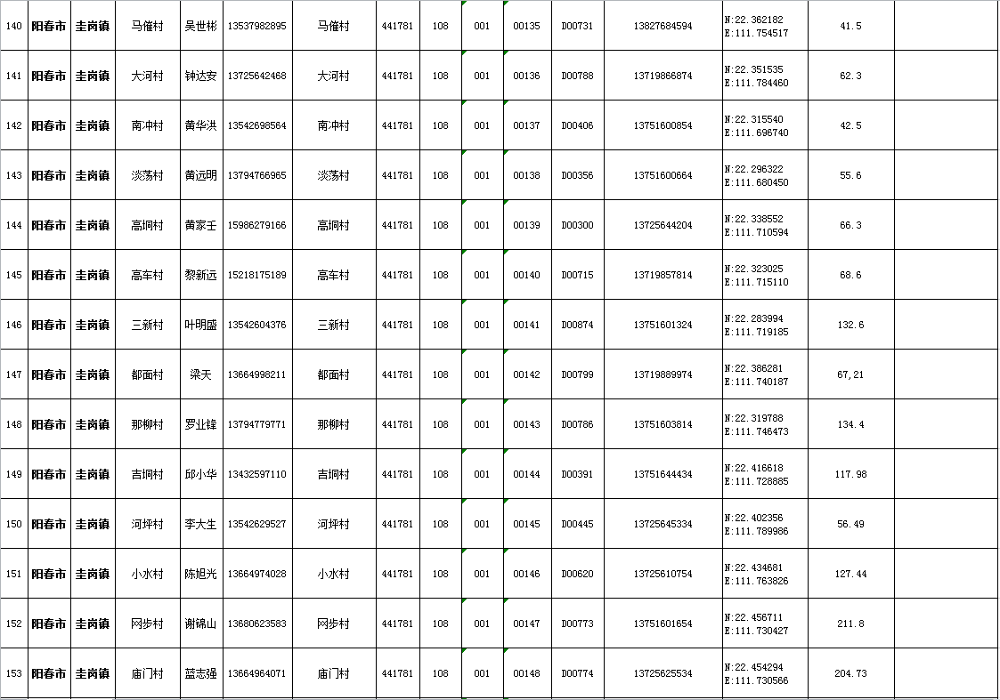 140 阳春市 圭岗镇 马催村 吴世彬 13537982895 马催村 441781 108 001 00135 D00731 13827684594 N:22.362182 E:111.754517 41.5
141 阳春市 圭岗镇 大河村 钟达安 13725642468 大河村 441781 108 001 00136 D00788 13719866874 N:22.351535 E:111.784460 62.3
142 阳春市 圭岗镇 南冲村 黄华洪 13542698564 南冲村 441781 108 001 00137 D00406 13751600854 N:22.315540 E:111.696740 42.5
143 阳春市 圭岗镇 淡荡村 黄远明 13794766965 淡荡村 441781 108 001 00138 D00356 13751600664 N:22.296322 E:111.680450 55.6
144 阳春市 圭岗镇 高垌村 黄家壬 15986279166 高垌村 441781 108 001 00139 D00300 13725644204 N:22.338552 E:111.710594 66.3
145 阳春市 圭岗镇 高车村 黎新远 15218175189 高车村 441781 108 001 00140 D00715 13719857814 N:22.323025 E:111.715110 68.6
146 阳春市 圭岗镇 三新村 叶明盛 13542604376 三新村 441781 108 001 00141 D00874 13751601324 N:22.283994 E:111.719185 132.6
147 阳春市 圭岗镇 都面村 梁天 13664998211 都面村 441781 108 001 00142 D00799 13719889974 N:22.386281 E:111.740187 67,21
148 阳春市 圭岗镇 那柳村 罗业锋 13794779771 那柳村 441781 108 001 00143 D00786 13751603814 N:22.319788 E:111.746473 134.4
149 阳春市 圭岗镇 吉垌村 邱小华 13432597110 吉垌村 441781 108 001 00144 D00391 13751644434 N:22.416618 E:111.728885 117.98
150 阳春市 圭岗镇 河坪村 李大生 13542629527 河坪村 441781 108 001 00145 D00445 13725645334 N:22.402356 E:111.789986 56.49
151 阳春市 圭岗镇 小水村 陈旭光 13664974028 小水村 441781 108 001 00146 D00620 13725610754 N:22.434681 E:111.763826 127.44
152 阳春市 圭岗镇 网步村 谢锦山 13680623583 网步村 441781 108 001 00147 D00773 13751601654 N:22.456711 E:111.730427 211.8
153 阳春市 圭岗镇 庙门村 蓝志强 13664964071 庙门村 441781 108 001 00148 D00774 13725625534 N:22.454294 E:111.730566 204.73